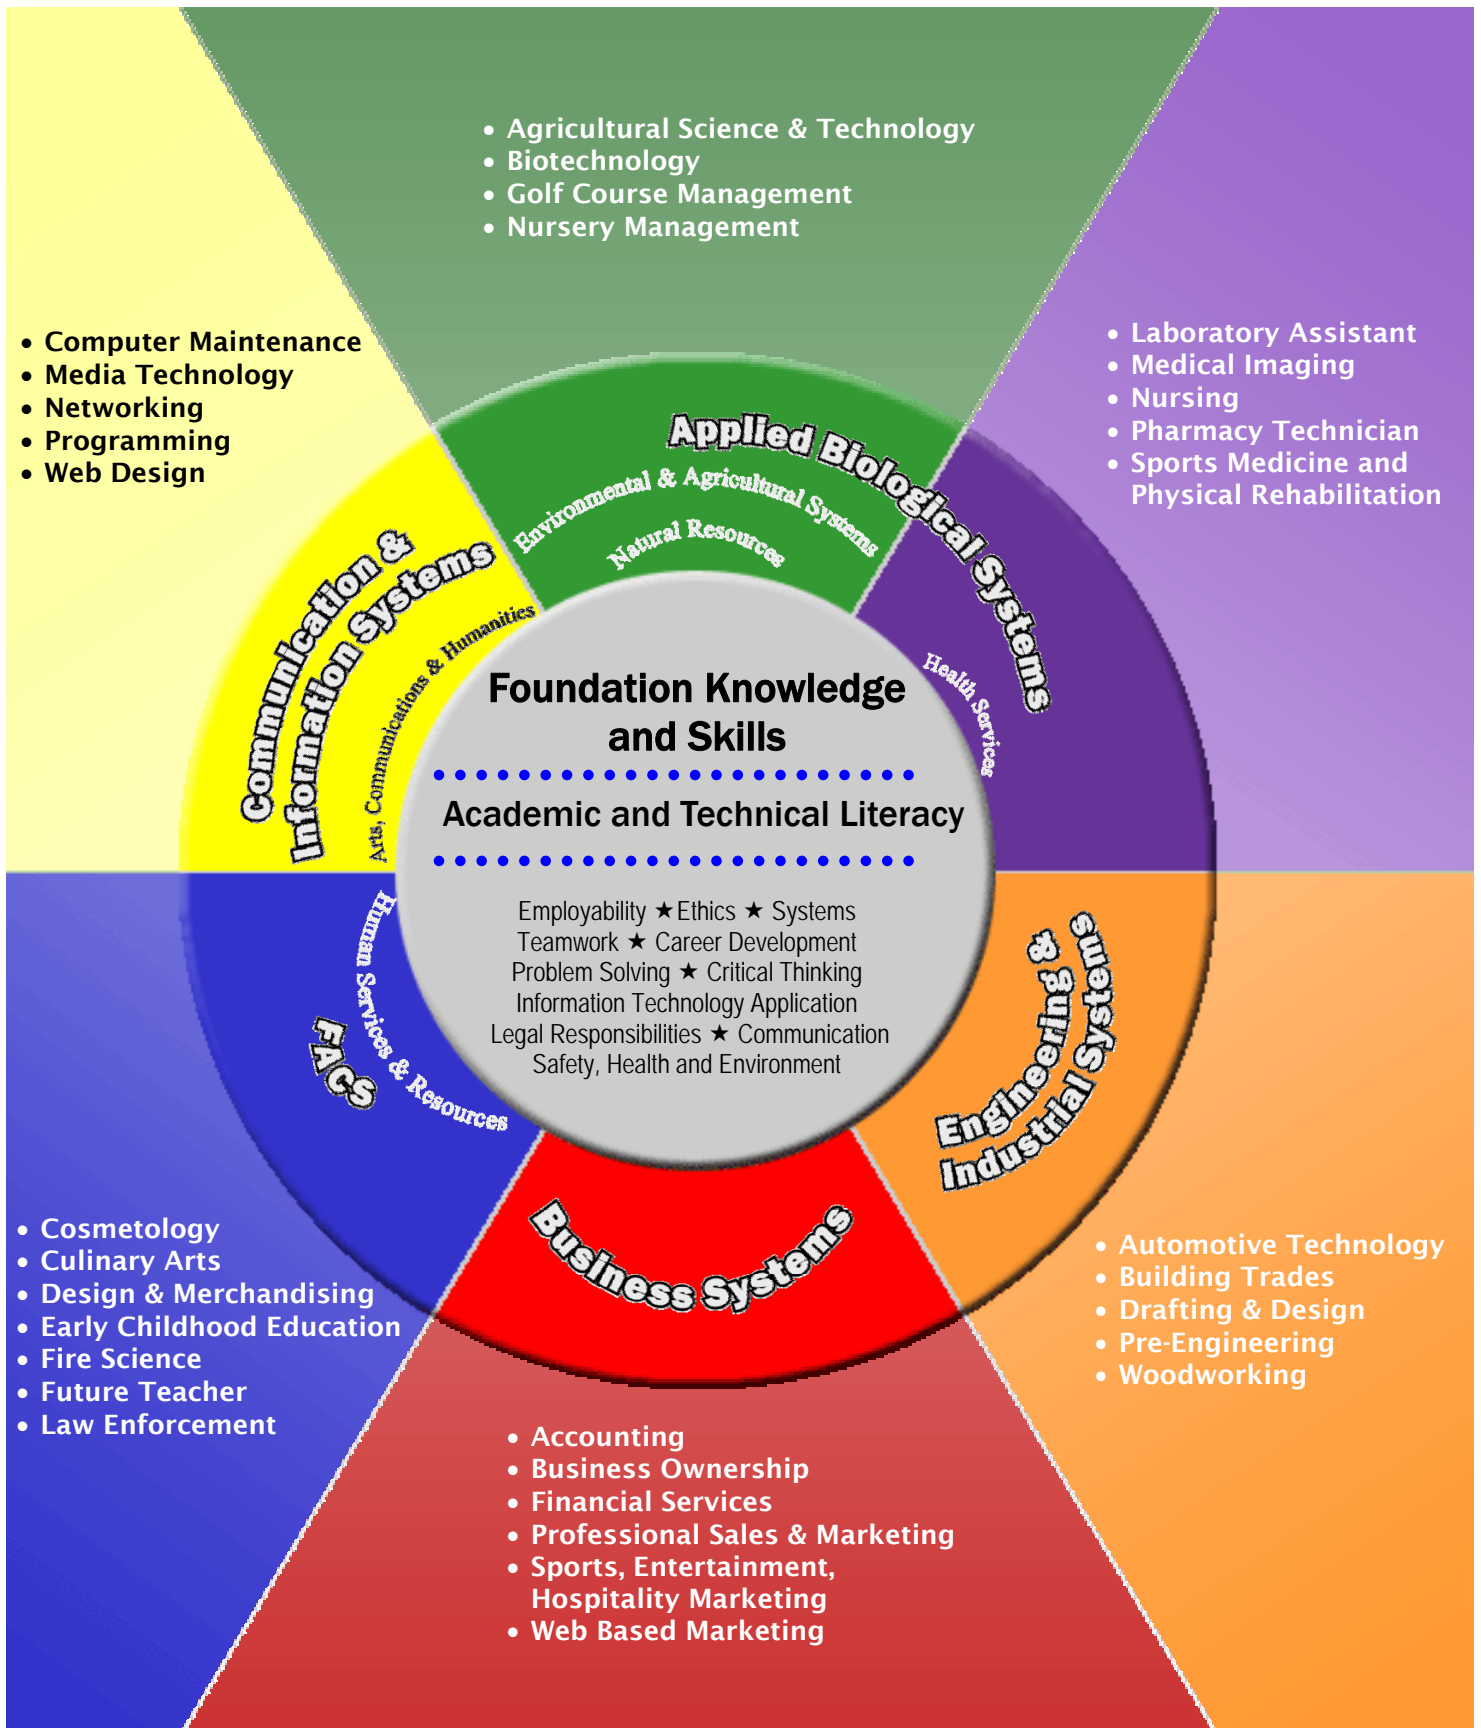 • Agricultural Science & Technology
• Biotechnology
• Golf Course Management
• Nursery Management
• Computer Maintenance
• Media Technology
• Networking
• Programming
• Web Design
• Laboratory Assistant
• Medical Imaging
• Nursing
• Pharmacy Technician
• Sports Medicine and
Physical Rehabilitation
Applied Biological Systems
Environmental & Agricultural Systems
Natural Resources
Health Services
Communication &
Information Systems
Arts, Communications & Humanities
Foundation Knowledge
and Skills
Academic and Technical Literacy
Employability ★ Ethics ★ Systems
Teamwork ★ Career Development
Problem Solving ★ Critical Thinking
Information Technology Application
Legal Responsibilities ★ Communication
Safety, Health and Environment
Human Services & Resources
FACS
Engineering &
Industrial Systems
Business Systems
• Cosmetology
• Culinary Arts
• Design & Merchandising
• Early Childhood Education
• Fire Science
• Future Teacher
• Law Enforcement
• Automotive Technology
• Building Trades
• Drafting & Design
• Pre-Engineering
• Woodworking
• Accounting
• Business Ownership
• Financial Services
• Professional Sales & Marketing
• Sports, Entertainment,
Hospitality Marketing
• Web Based Marketing